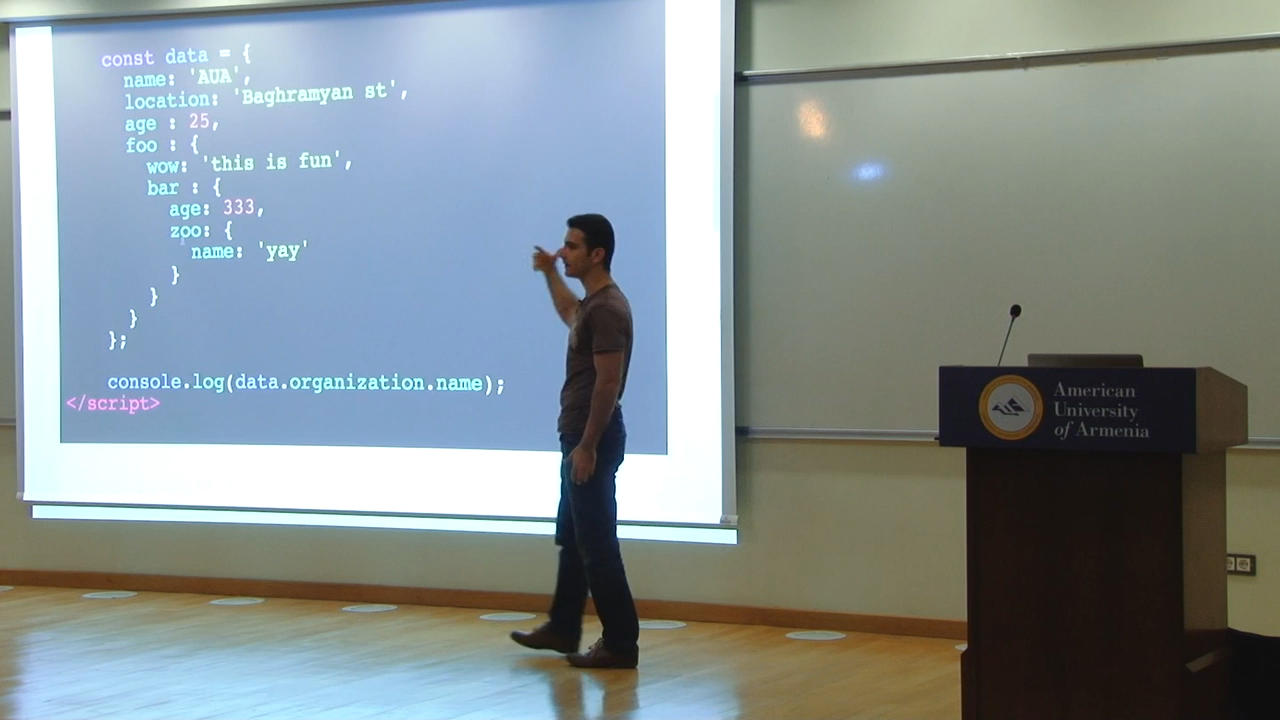 const data = {
name: 'AUA',
location: 'Baghramyan st',
age : 25,
foo : {
wow: 'this is fun',
bar : {
age: 333,
zoo: {
name: 'yay'
}
}
}
};
console.log(data.organization.name);
</script>
American
University
of Armenia